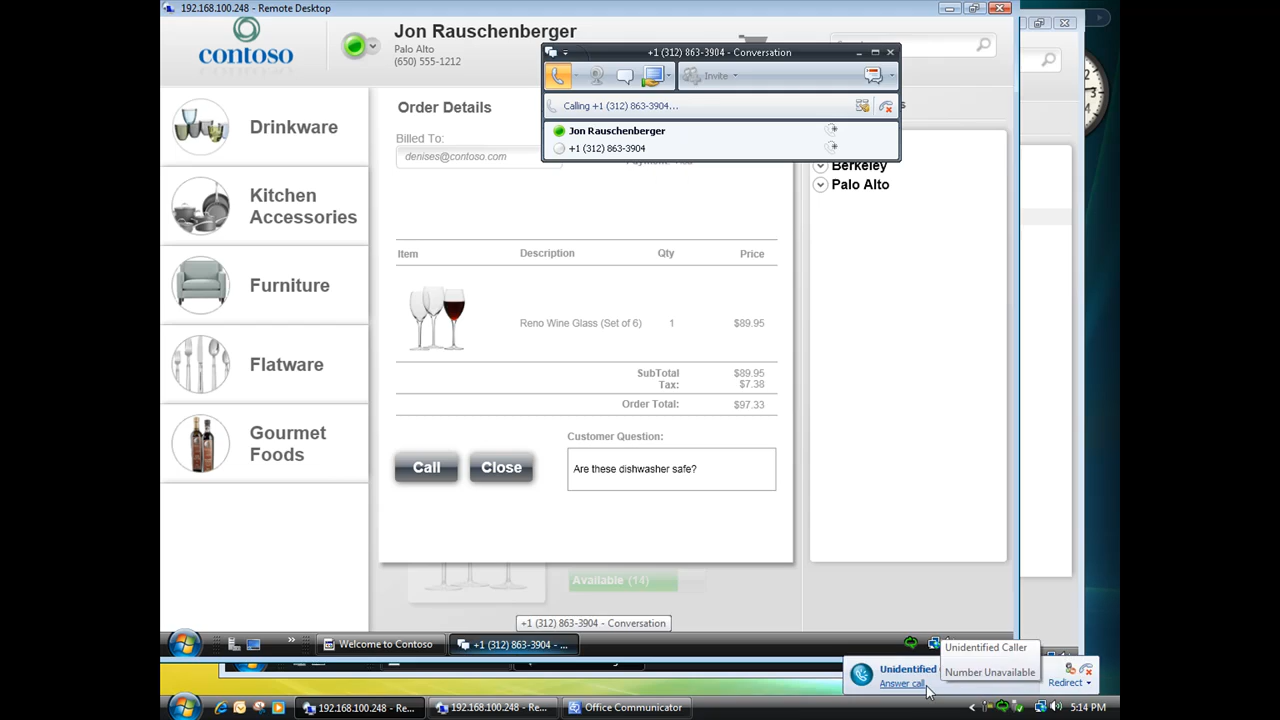 192.168.100.248 - Remote Desktop
contoso
Jon Rauschenberger
Palo Alto
(650) 555-1212
+1 (312) 863-3904 - Conversation
Invite
Calling +1 (312) 863-3904...
Jon Rauschenberger
+1 (312) 863-3904
Drinkware
Kitchen
Accessories
Furniture
Flatware
Gourmet
Foods
Order Details
Billed To:
denises@contoso.com
Berkeley
Palo Alto
Item Description Qty Price
Reno Wine Glass (Set of 6) 1 $89.95
SubTotal $89.95
Tax: $7.38
Order Total: $97.33
Customer Question:
Call Close
Are these dishwasher safe?
Available (14)
+1 (312) 863-3904 - Conversation
Welcome to Contoso
+1 (312) 863-3904 - ...
Unidentified Caller
Number Unavailable
Unidentified
Answer call
Redirect
192.168.100.248 - Re...
192.168.100.248 - Re...
Office Communicator
5:14 PM